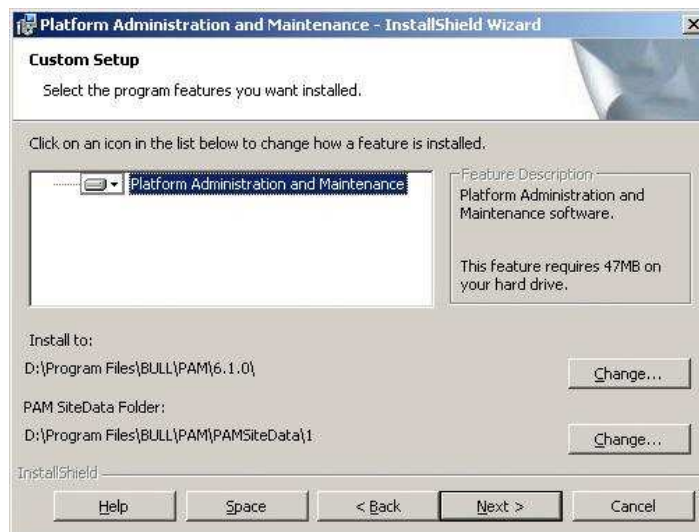 Platform Administration and Maintenance - InstallShield Wizard
Custom Setup
Select the program features you want installed.
Click on an icon in the list below to change how a feature is installed.
Platform Administration and Maintenance
Feature Description
Platform Administration and
Maintenance software.
This feature requires 47MB on
your hard drive.
Install to:
D:\Program Files\BULL\PAM\6.1.0\
Change...
PAM SiteData Folder:
D:\Program Files\BULL\PAM\PAMSiteData\1
Change...
InstallShield
Help
Space
< Back
Next >
Cancel